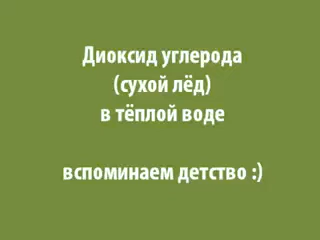 Диоксид углерода
(сухой лёд)
в тёплой воде
вспоминаем детство :)